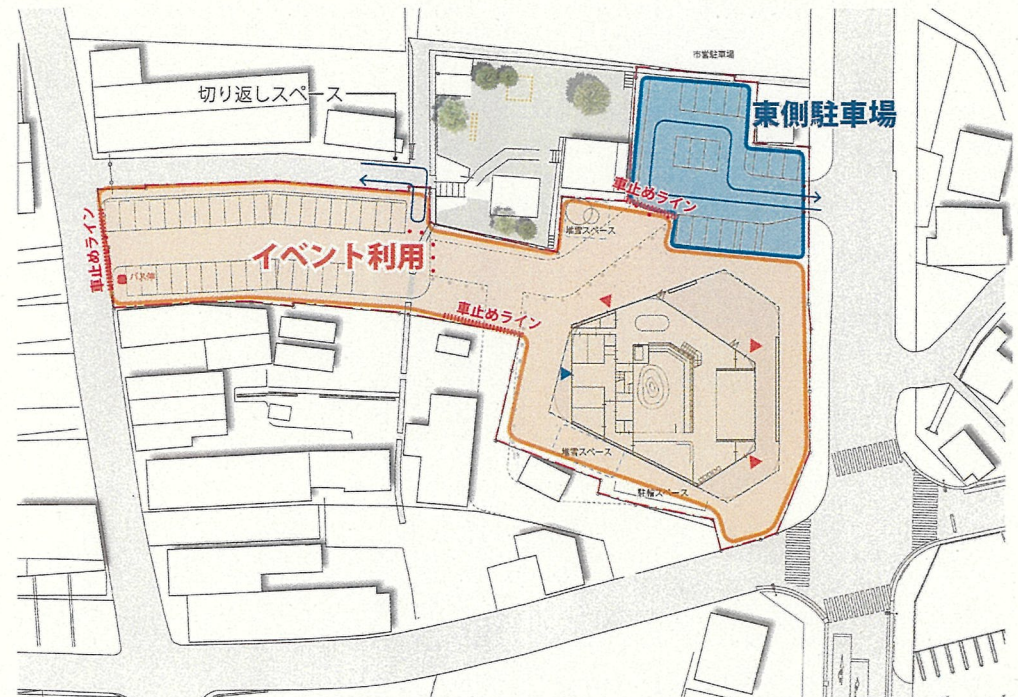 市営駐車場
切り返しスペース
東側駐車場
車止めライン
車止めライン
堆雪スペース
イベント利用
バス停
車止めライン
堆雪スペース
駐輪スペース